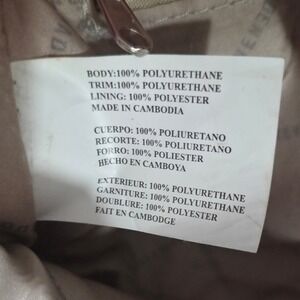 BODY:100% POLYURETHANE
TRIM:100% POLYURETHANE
LINING: 100% POLYESTER
MADE IN CAMBODIA
CUERPO: 100% POLIURETANO
RECORTE: 100% POLIURETANO
FORRO: 100% POLIESTER
HECHO EN CAMBOYA
EXTERIEUR: 100% POLYURETHANE
GARNITURE: 100% POLYURETHANE
DOUBLURE: 100% POLYESTER
FAIT EN CAMBODGE